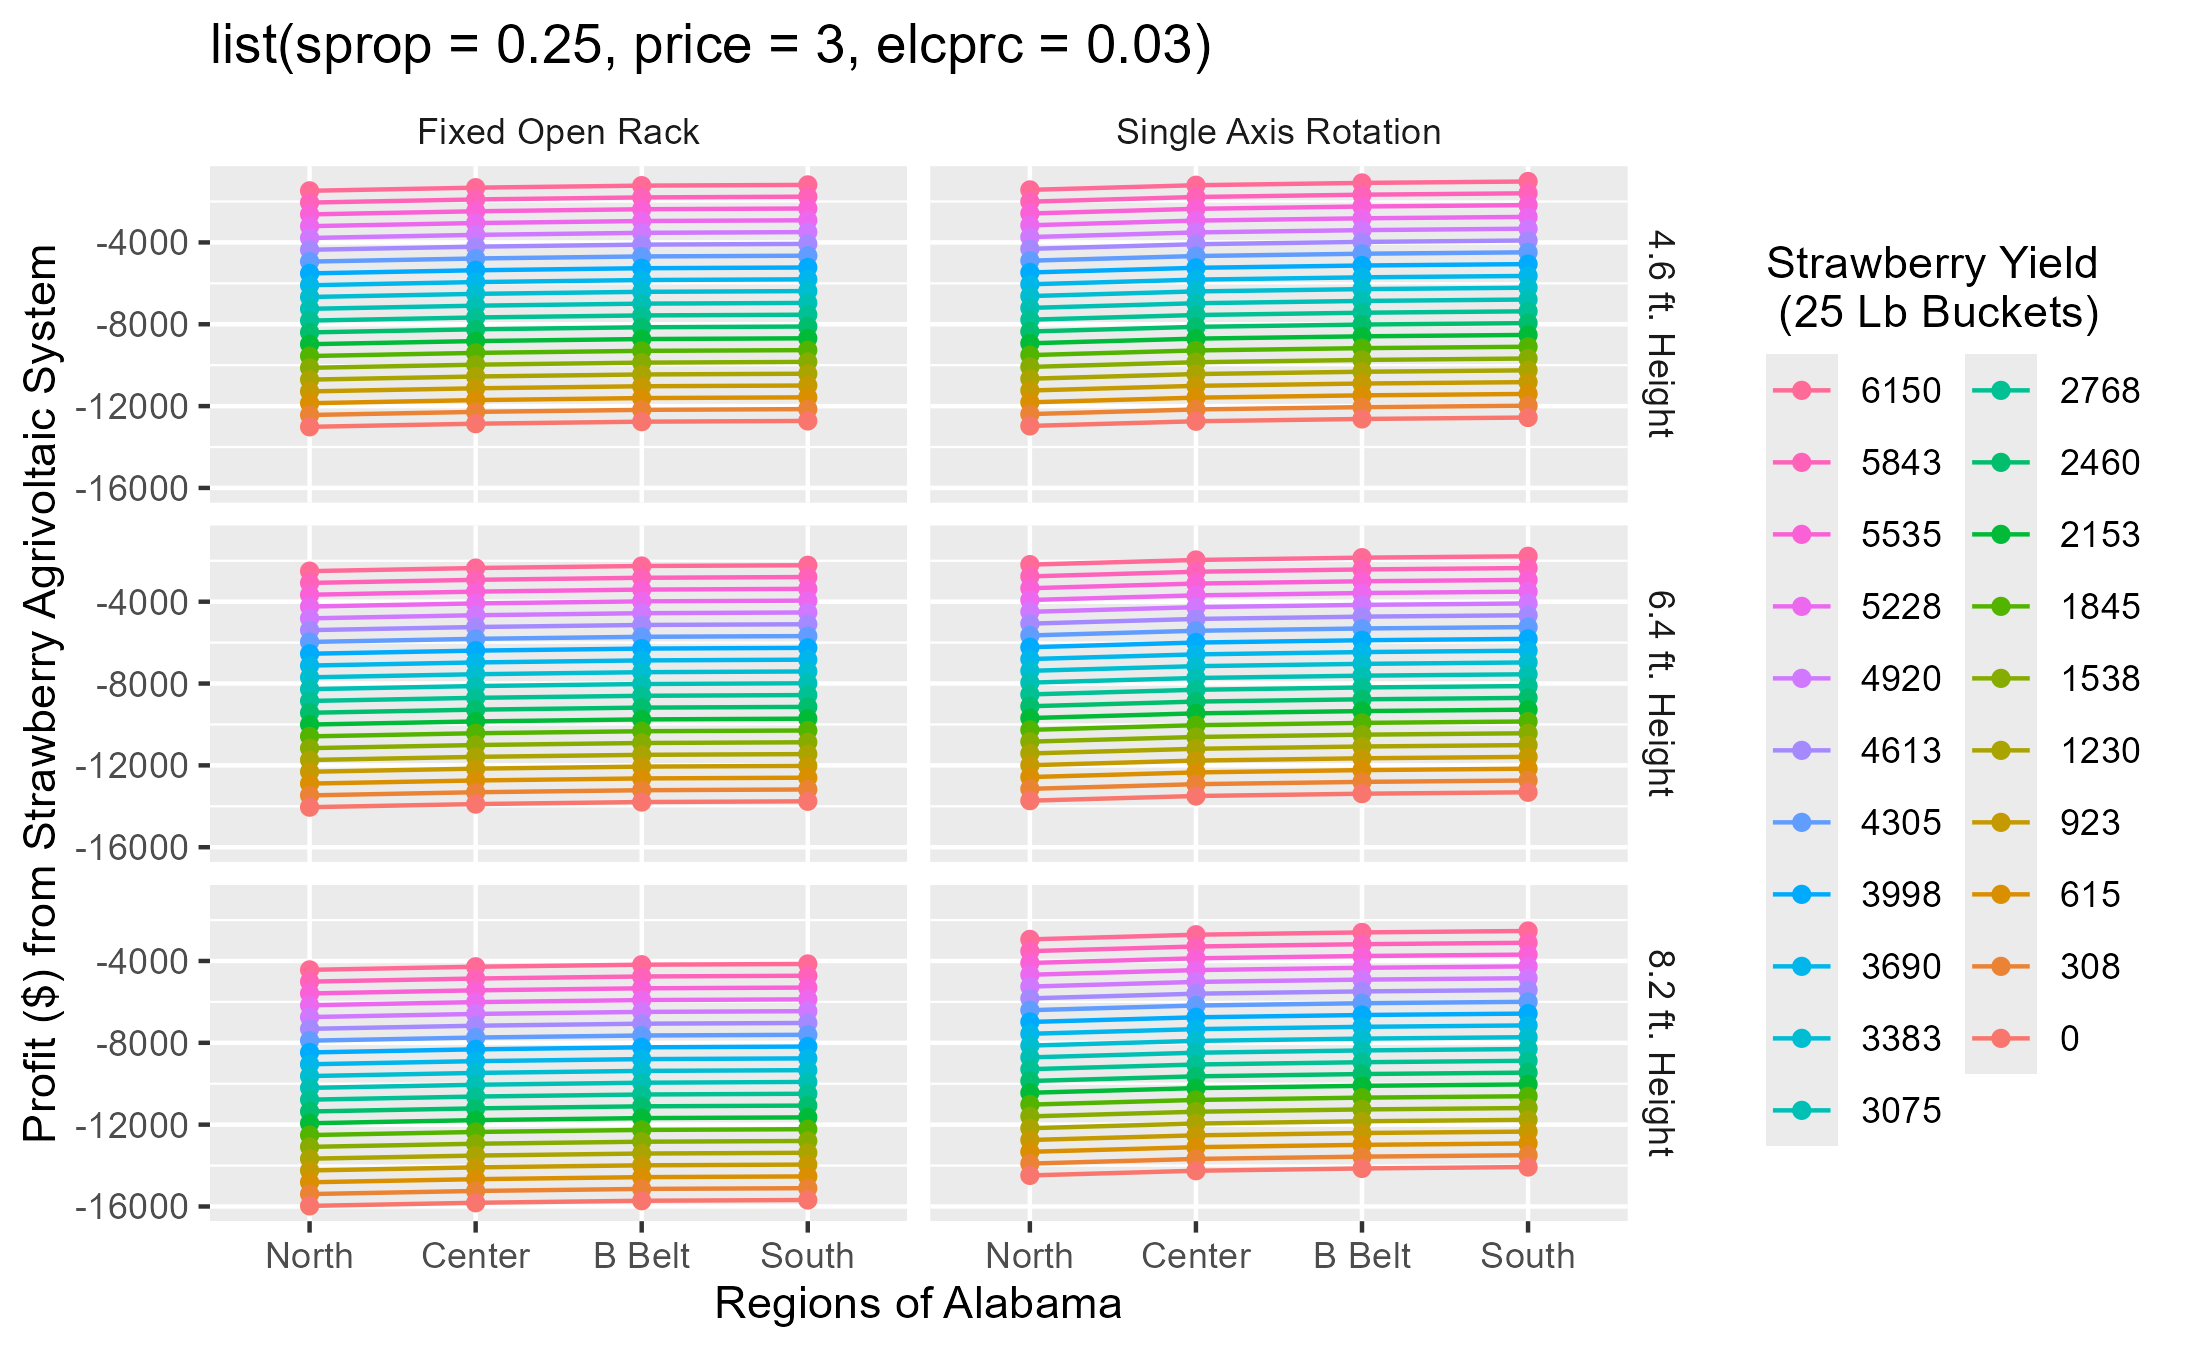 list(sprop = 0.25, price = 3, elcprc = 0.03)
Fixed Open Rack
Single Axis Rotation
Profit ($) from Strawberry Agrivoltaic System
-4000
-8000
-12000
-16000
4.6 ft. Height
-4000
-8000
-12000
-16000
6.4 ft. Height
-4000
-8000
-12000
-16000
8.2 ft. Height
North
Center
B Belt
South
North
Center
B Belt
South
Regions of Alabama
Strawberry Yield
(25 Lb Buckets)
6150
5843
5535
5228
4920
4613
4305
3998
3690
3383
3075
2768
2460
2153
1845
1538
1230
923
615
308
0